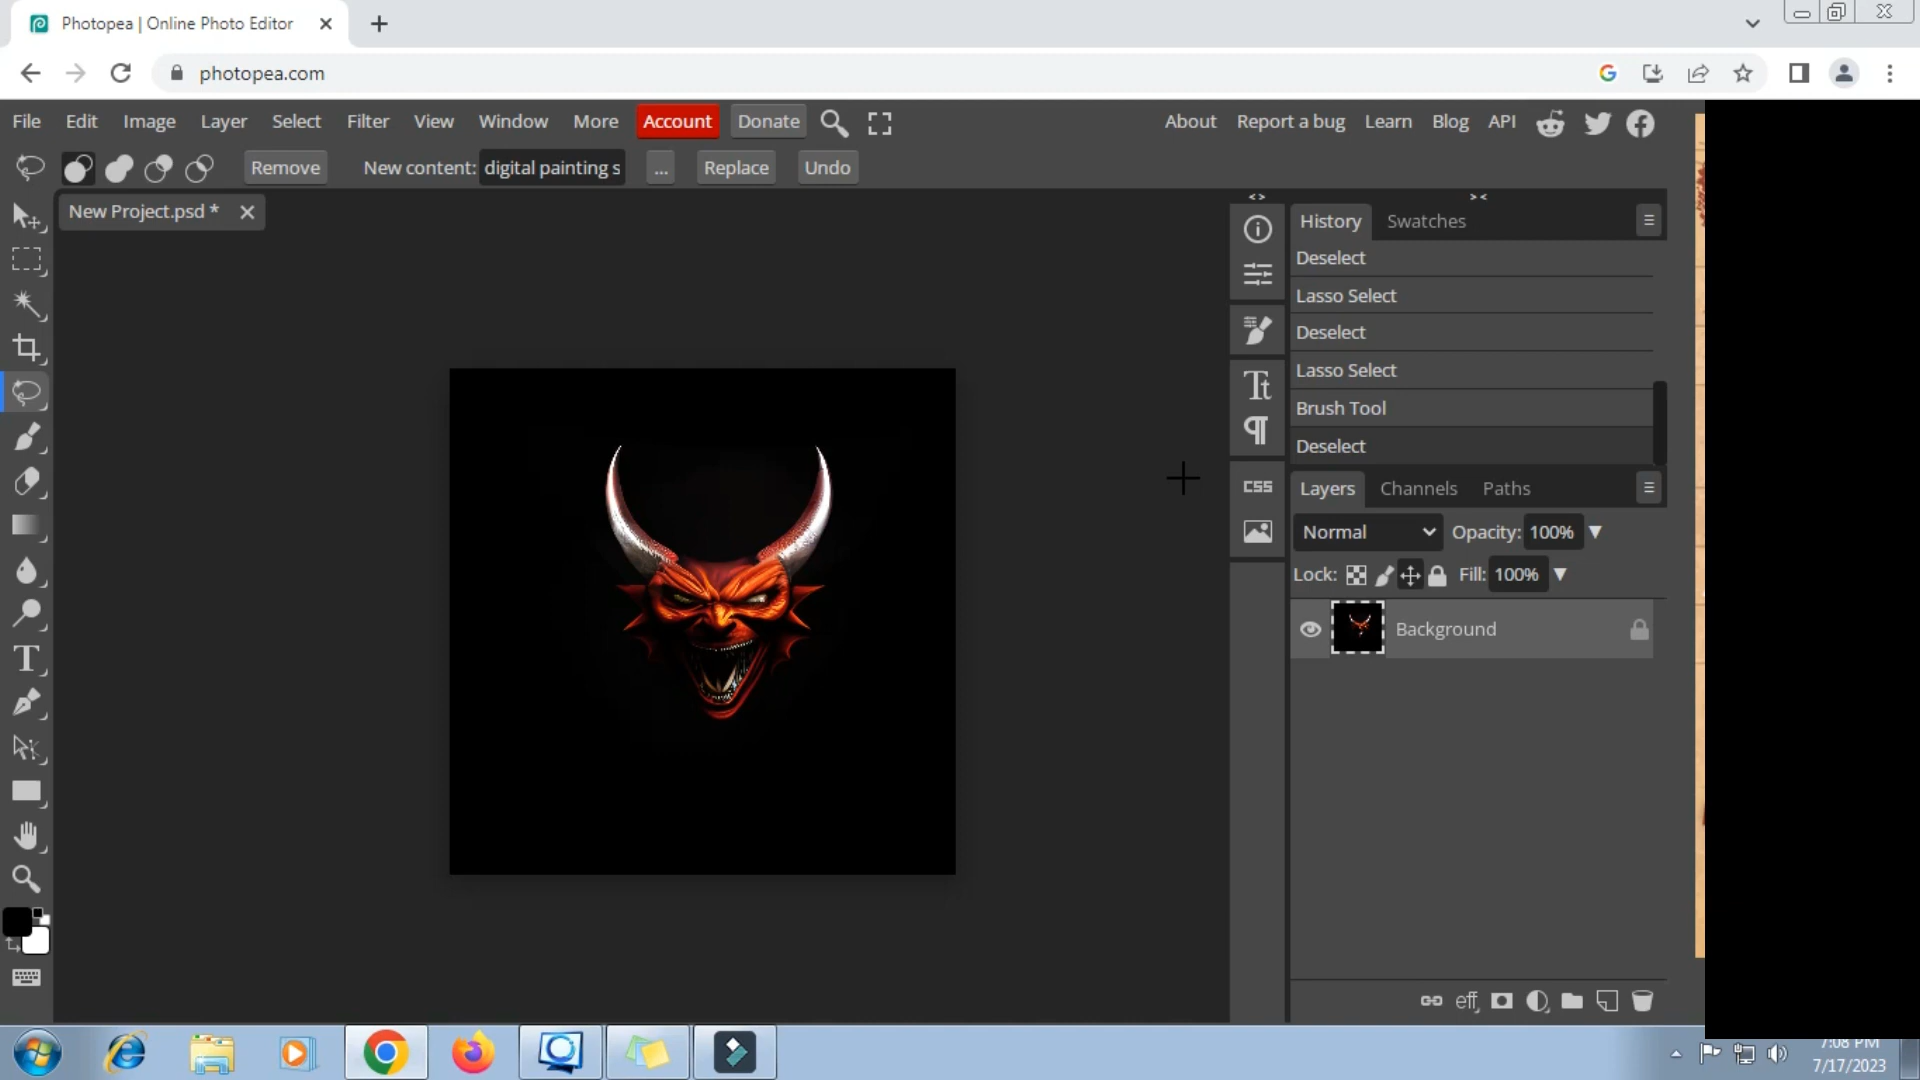 Photopea | Online Photo Editor
photopea.com
File Edit Image Layer Select Filter View Window More Account Donate About Report a bug Learn Blog API
Remove New content: digital painting s ... Replace Undo
New Project.psd *
History Swatches
Deselect
Lasso Select
Deselect
Lasso Select
Brush Tool
Deselect
CSS
Layers Channels Paths
Normal Opacity: 100%
Lock: Fill: 100%
Background
eff
7:08 PM
7/17/2023